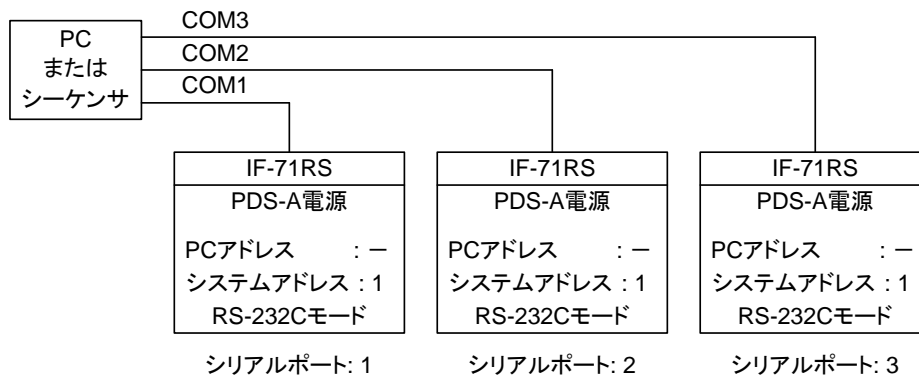 PC
または
シーケンサ
COM3
COM2
COM1
IF-71RS
PDS-A電源
PCアドレス : －
システムアドレス : 1
RS-232Cモード
シリアルポート: 1
IF-71RS
PDS-A電源
PCアドレス : －
システムアドレス : 1
RS-232Cモード
シリアルポート: 2
IF-71RS
PDS-A電源
PCアドレス : －
システムアドレス : 1
RS-232Cモード
シリアルポート: 3